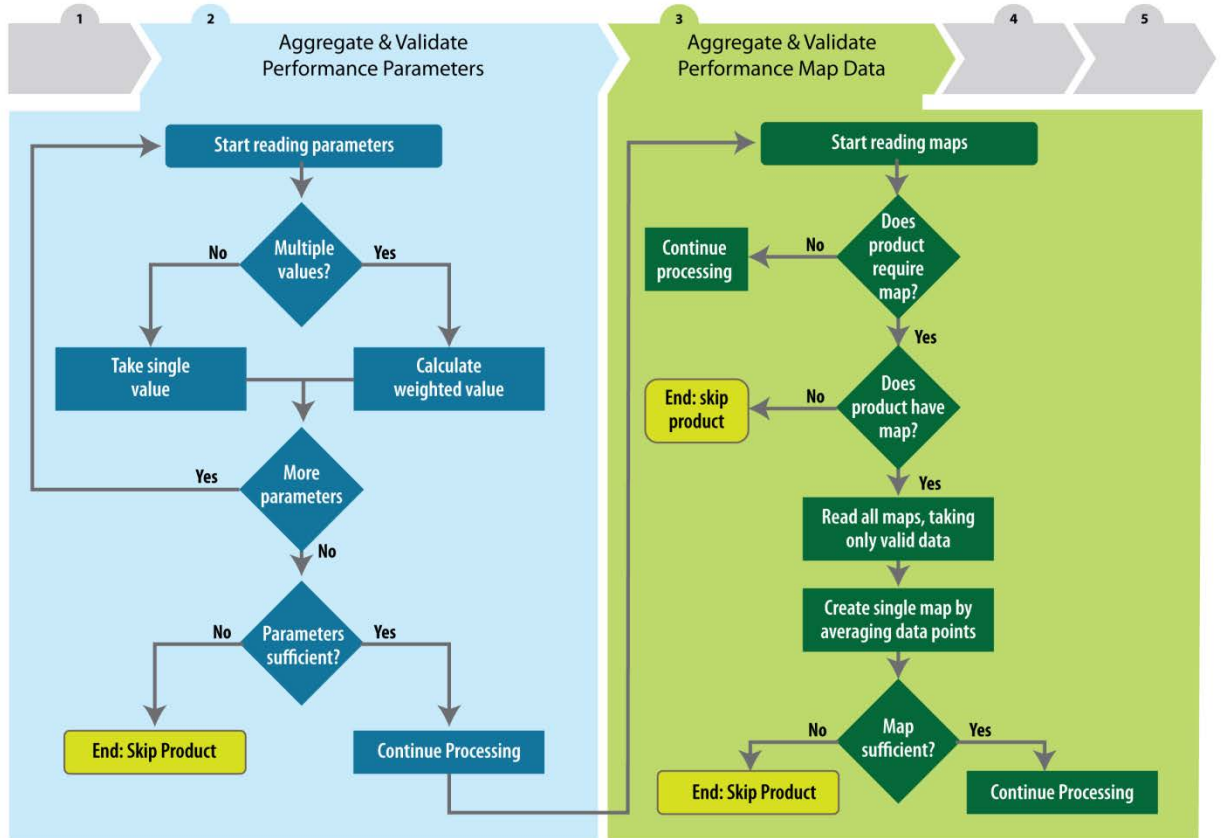 1
2
3
4
5
Aggregate & Validate
Performance Parameters
Aggregate & Validate
Performance Map Data
Start reading parameters
Multiple
values?
No
Yes
Take single
value
Calculate
weighted value
More
parameters
Yes
No
Parameters
sufficient?
No
Yes
End: Skip Product
Continue Processing
Start reading maps
Does
product
require
map?
No
Continue
processing
Yes
Does
product have
map?
No
End: skip
product
Yes
Read all maps, taking
only valid data
Create single map by
averaging data points
Map
sufficient?
No
Yes
End: Skip Product
Continue Processing